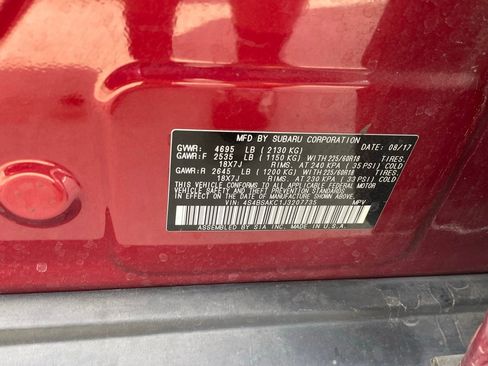 MFD BY SUBARU CORPORATION DATE: 08/17
GVWR: 4695 LB (2130 KG)
GAWR:F 2535 LB (1150 KG) WITH 225/60R18 TIRES,
18X7J RIMS, AT 240 KPA (35 PSI) COLD
GAWR:R 2645 LB (1200 KG) WITH 225/60R18 TIRES,
18X7J RIMS, AT 230 KPA (33 PSI) COLD
THIS VEHICLE CONFORMS TO ALL APPLICABLE
FEDERAL MOTOR VEHICLE SAFETY AND THEFT
PREVENTION STANDARDS IN EFFECT ON THE
DATE OF MANUFACTURE SHOWN ABOVE.
VIN: 4S4BSAKC1J3207735 MPV
ASSEMBLED BY SIA INC. MADE IN U.S.A.